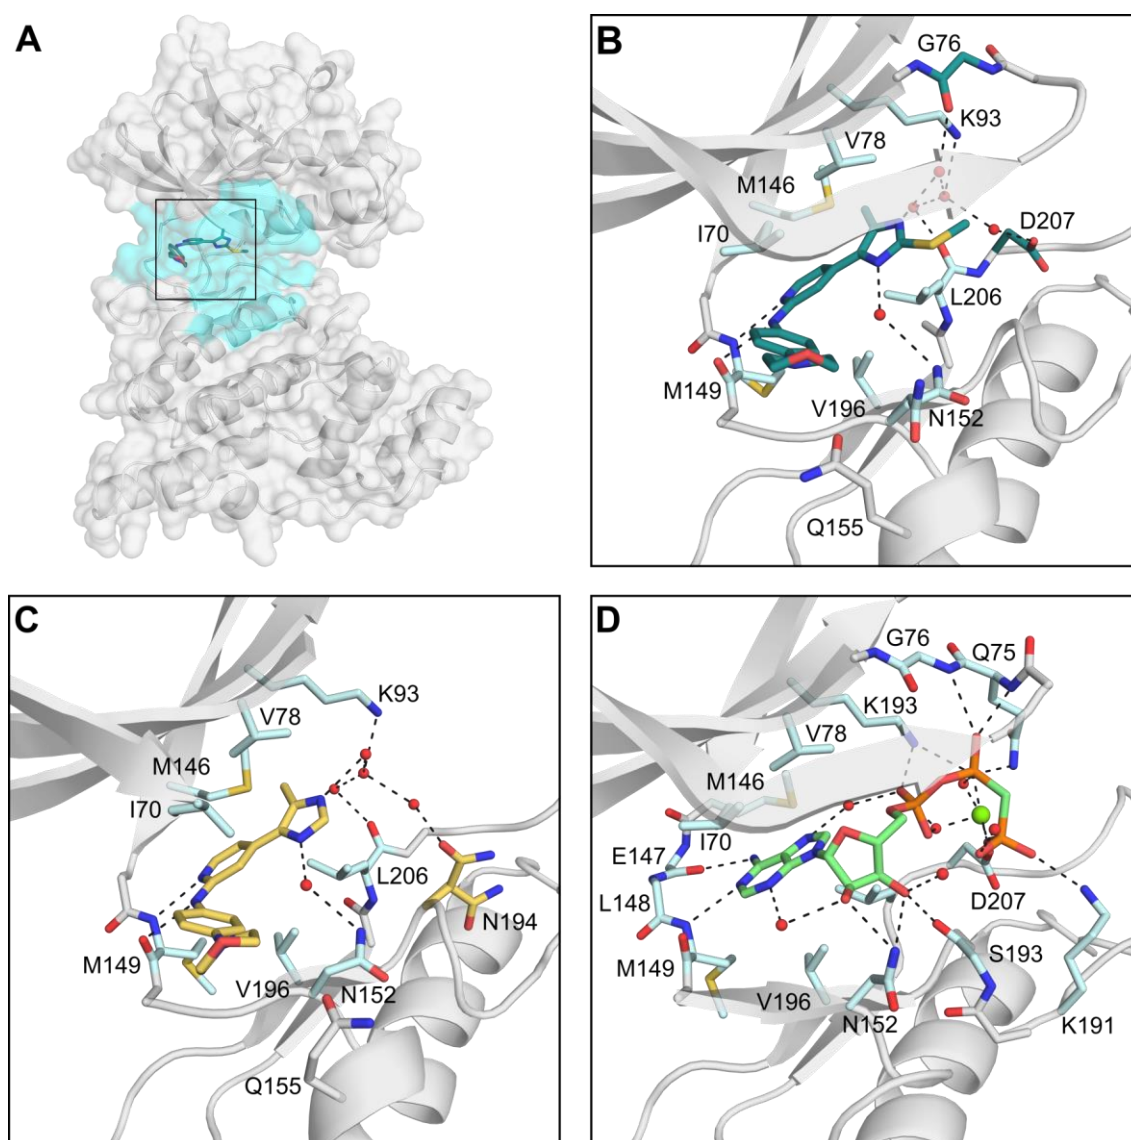 A
B
G76
K93
V78
M146
I70
D207
L206
M149
V196
N152
Q155
C
K93
V78
M146
I70
L206
N194
M149
V196
N152
Q155
D
G76
Q75
K193
V78
M146
I70
E147
L148
D207
M149
S193
V196
N152
K191